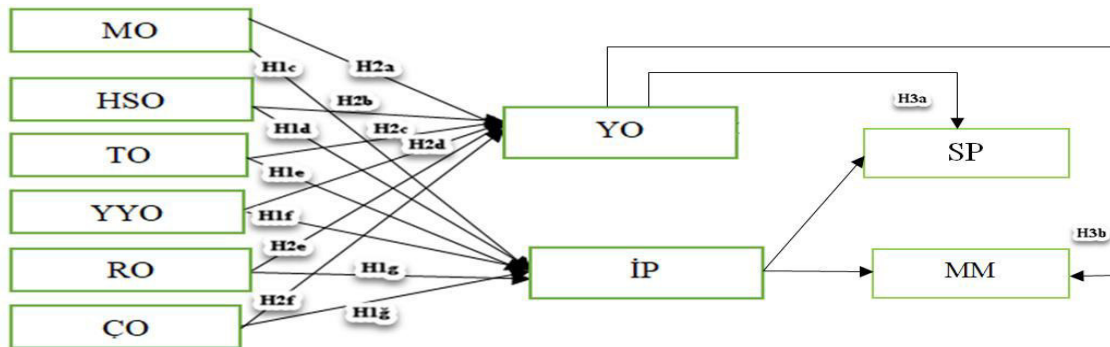 MO
HSO
TO
YYO
RO
ÇO
H1c
H2a
H2b
H1d
H2c
H2d
H1e
H1f
H2e
H1g
H2f
H1ğ
YO
İP
H3a
SP
H3b
MM